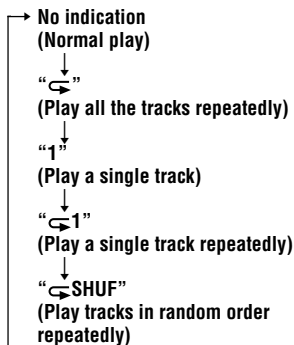 No indication
(Normal play)
“⊂⊃”
(Play all the tracks repeatedly)
“1”
(Play a single track)
“⊂⊃1”
(Play a single track repeatedly)
“⊂⊃SHUF”
(Play tracks in random order
repeatedly)